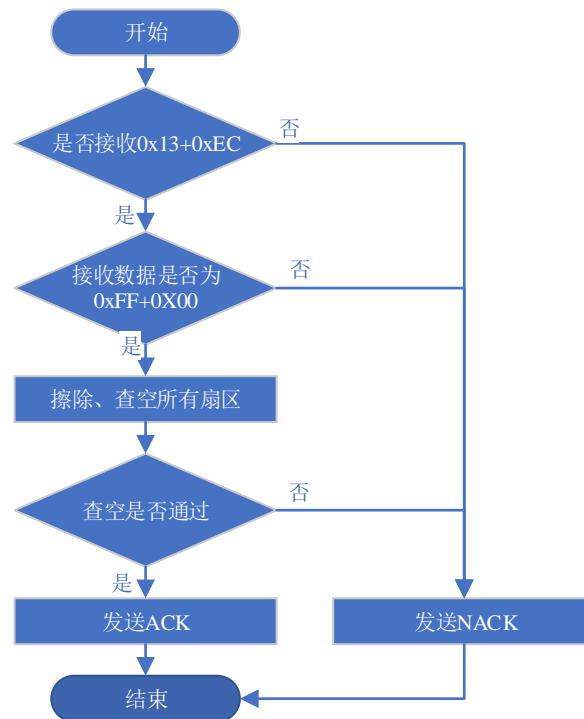 开始
是否接收0x13+0xEC
否
是
接收数据是否为
0xFF+0X00
否
是
擦除、查空所有扇区
查空是否通过
否
是
发送ACK
发送NACK
结束